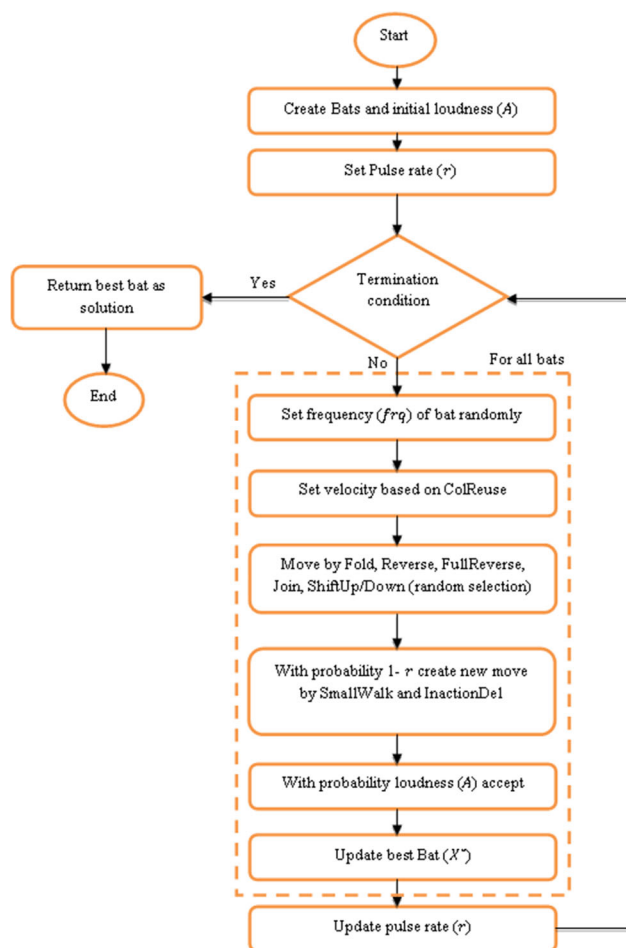 Start
Create Bats and initial loudness (A)
Set Pulse rate (r)
Termination
condition
Yes
Return best bat as
solution
End
No
For all bats
Set frequency (frq) of bat randomly
Set velocity based on ColReuse
Move by Fold, Reverse, FullReverse,
Join, ShiftUp/Down (random selection)
With probability 1- r create new move
by SmallWalk and InactionDel
With probability loudness (A) accept
Update best Bat (X*)
Update pulse rate (r)